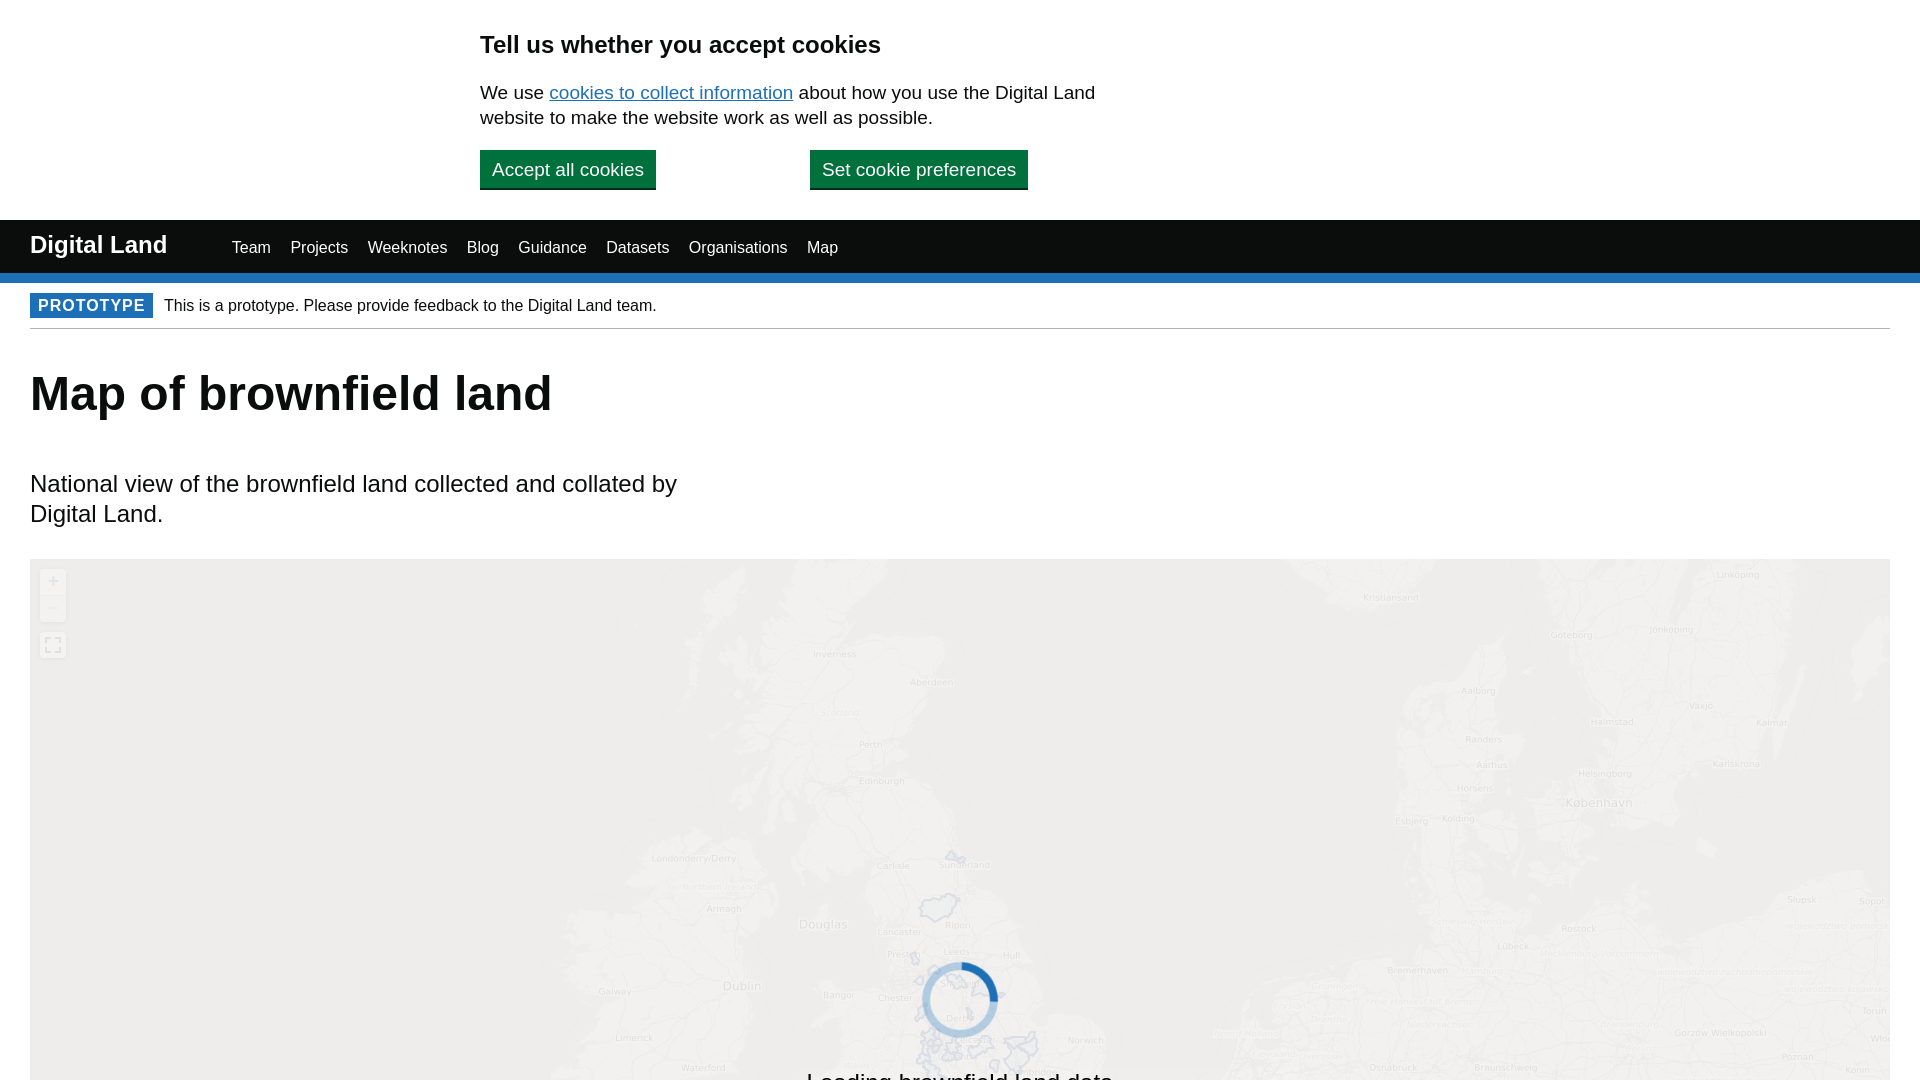 Tell us whether you accept cookies
We use cookies to collect information about how you use the Digital Land
website to make the website work as well as possible.
Accept all cookies
Set cookie preferences
Digital Land
Team
Projects
Weeknotes
Blog
Guidance
Datasets
Organisations
Map
PROTOTYPE
This is a prototype. Please provide feedback to the Digital Land team.
Map of brownfield land
National view of the brownfield land collected and collated by
Digital Land.
+
−
Linköping
Kristiansand
Göteborg
Jönköping
Inverness
Aberdeen
Aalborg
Växjö
Scotland
Halmstad
Kalmar
Perth
Randers
Aarhus
Karlskrona
Helsingborg
Edinburgh
Horsens
København
Esbjerg
Kolding
Londonderry/Derry
Carlisle
Sunderland
Armagh
Słupsk
Sopot
Douglas
Ripon
Lancaster
Rostock
Leeds
Hull
Preston
Lübeck
Bremerhaven
Dublin
Galway
Bangor
Chester
Derby
Toruń
Limerick
Norwich
Gorzów Wielkopolski
Poznań
Waterford
Osnabrück
Braunschweig
Konin
Loading brownfield land data